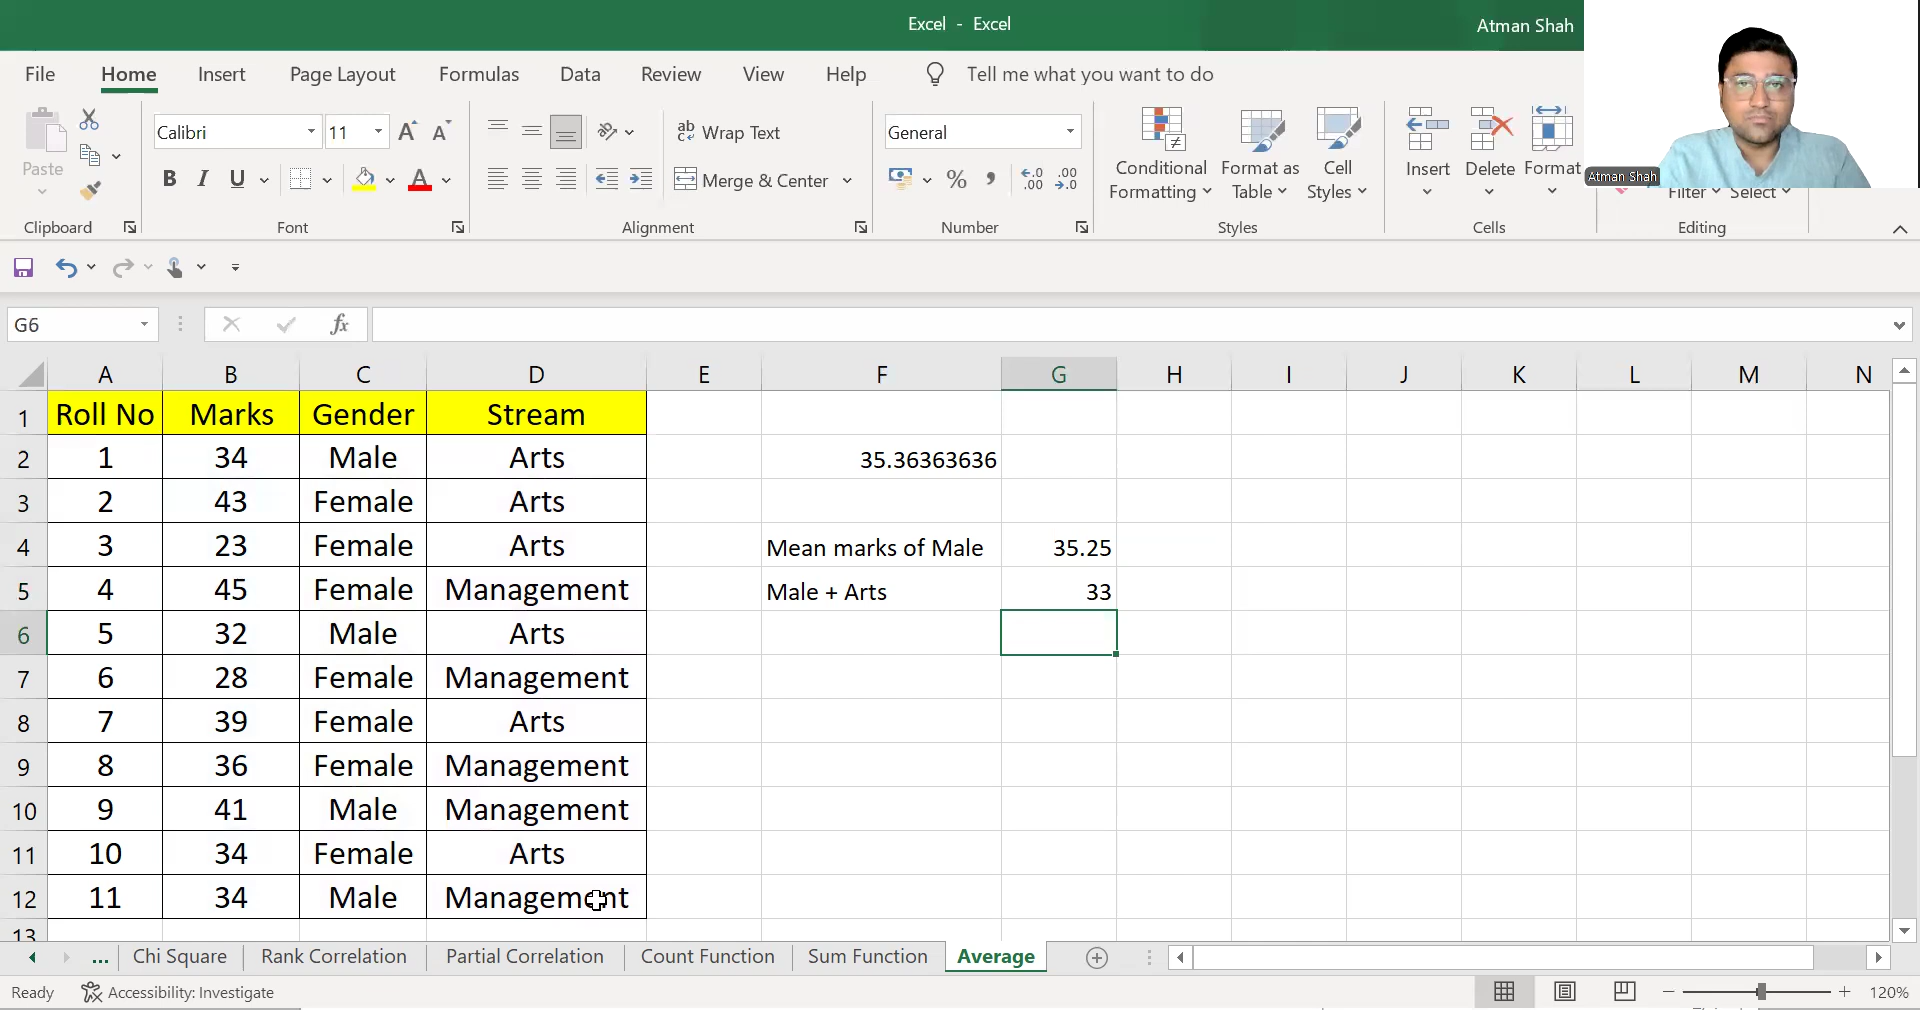 Excel - Excel
Atman Shah
File Home Insert Page Layout Formulas Data Review View Help Tell me what you want to do
Paste
Clipboard
Calibri 11
B I U
Font
ab Wrap Text
Merge & Center
Alignment
General
% , .00 .00
Number
Conditional Formatting
Format as Table
Cell Styles
Styles
Insert Delete Format
Cells
Filter Select
Editing
Atman Shah
G6 fx
A B C D E F G H I J K L M N
1 Roll No Marks Gender Stream
2 1 34 Male Arts 35.36363636
3 2 43 Female Arts
4 3 23 Female Arts Mean marks of Male 35.25
5 4 45 Female Management Male + Arts 33
6 5 32 Male Arts
7 6 28 Female Management
8 7 39 Female Arts
9 8 36 Female Management
10 9 41 Male Management
11 10 34 Female Arts
12 11 34 Male Management
13
... Chi Square Rank Correlation Partial Correlation Count Function Sum Function Average
Ready Accessibility: Investigate 120%